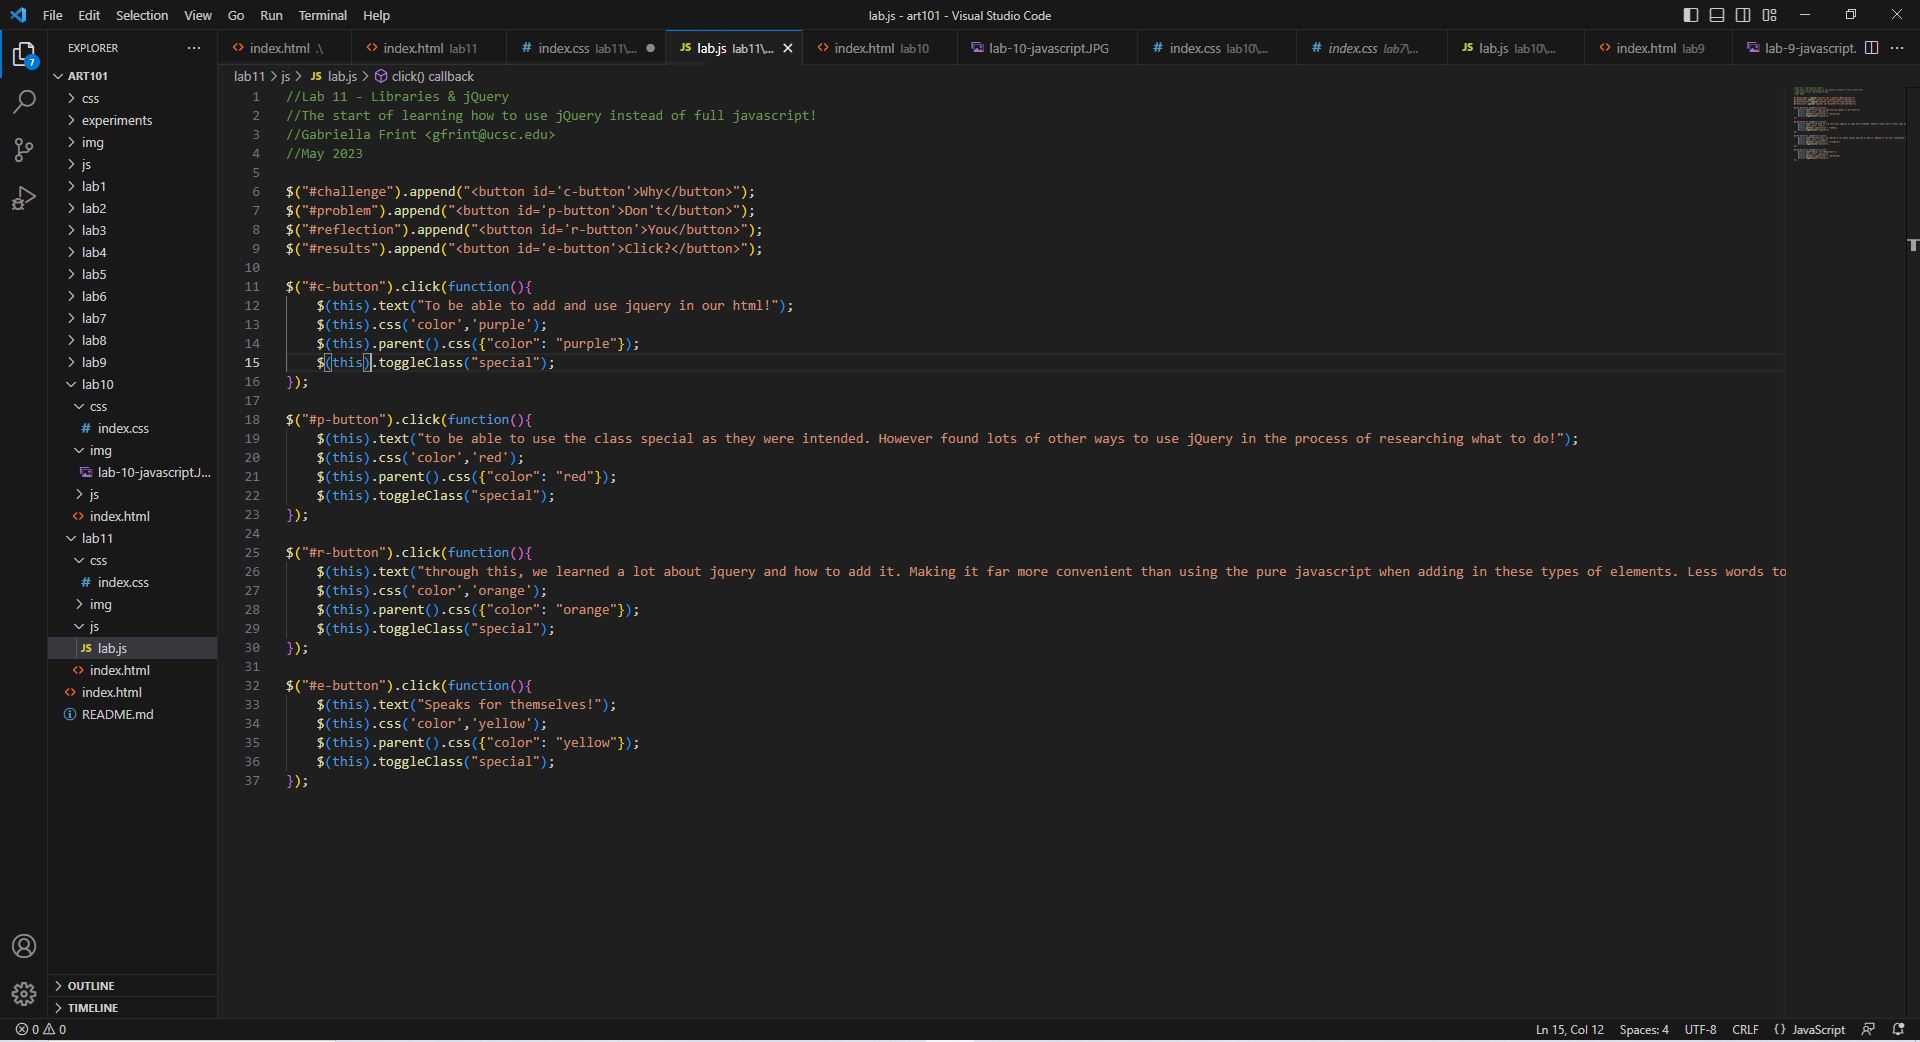 File Edit Selection View Go Run Terminal Help
lab.js - art101 - Visual Studio Code
EXPLORER
index.html .\
index.html lab11
index.css lab11\...
JS lab.js lab11\...
index.html lab10
lab-10-javascript.JPG
index.css lab10\...
index.css lab7\...
JS lab.js lab10\...
index.html lab9
lab-9-javascript.
7
ART101
css
experiments
img
js
lab1
lab2
lab3
lab4
lab5
lab6
lab7
lab8
lab9
lab10
css
# index.css
img
lab-10-javascript.J...
js
<> index.html
lab11
css
# index.css
img
js
JS lab.js
<> index.html
<> index.html
README.md
OUTLINE
TIMELINE
lab11 > js > JS lab.js > click() callback
1 //Lab 11 - Libraries & jQuery
2 //The start of learning how to use jQuery instead of full javascript!
3 //Gabriella Frint <gfrint@ucsc.edu>
4 //May 2023
5
6 $("#challenge").append("<button id='c-button'>Why</button>");
7 $("#problem").append("<button id='p-button'>Don't</button>");
8 $("#reflection").append("<button id='r-button'>You</button>");
9 $("#results").append("<button id='e-button'>Click?</button>");
10
11 $("#c-button").click(function(){
12 $(this).text("To be able to add and use jquery in our html!");
13 $(this).css('color','purple');
14 $(this).parent().css({"color": "purple"});
15 $(this).toggleClass("special");
16 });
17
18 $("#p-button").click(function(){
19 $(this).text("to be able to use the class special as they were intended. However found lots of other ways to use jQuery in the process of researching what to do!");
20 $(this).css('color','red');
21 $(this).parent().css({"color": "red"});
22 $(this).toggleClass("special");
23 });
24
25 $("#r-button").click(function(){
26 $(this).text("through this, we learned a lot about jquery and how to add it. Making it far more convenient than using the pure javascript when adding in these types of elements. Less words to
27 $(this).css('color','orange');
28 $(this).parent().css({"color": "orange"});
29 $(this).toggleClass("special");
30 });
31
32 $("#e-button").click(function(){
33 $(this).text("Speaks for themselves!");
34 $(this).css('color','yellow');
35 $(this).parent().css({"color": "yellow"});
36 $(this).toggleClass("special");
37 });
0 0
Ln 15, Col 12 Spaces: 4 UTF-8 CRLF {} JavaScript